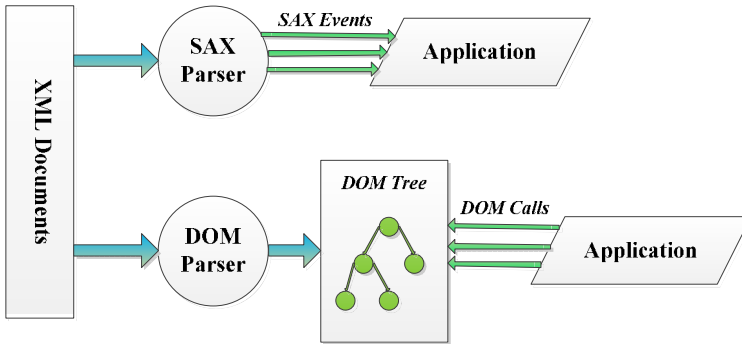 XML Documents
SAX
Parser
SAX Events
Application
DOM
Parser
DOM Tree
DOM Calls
Application